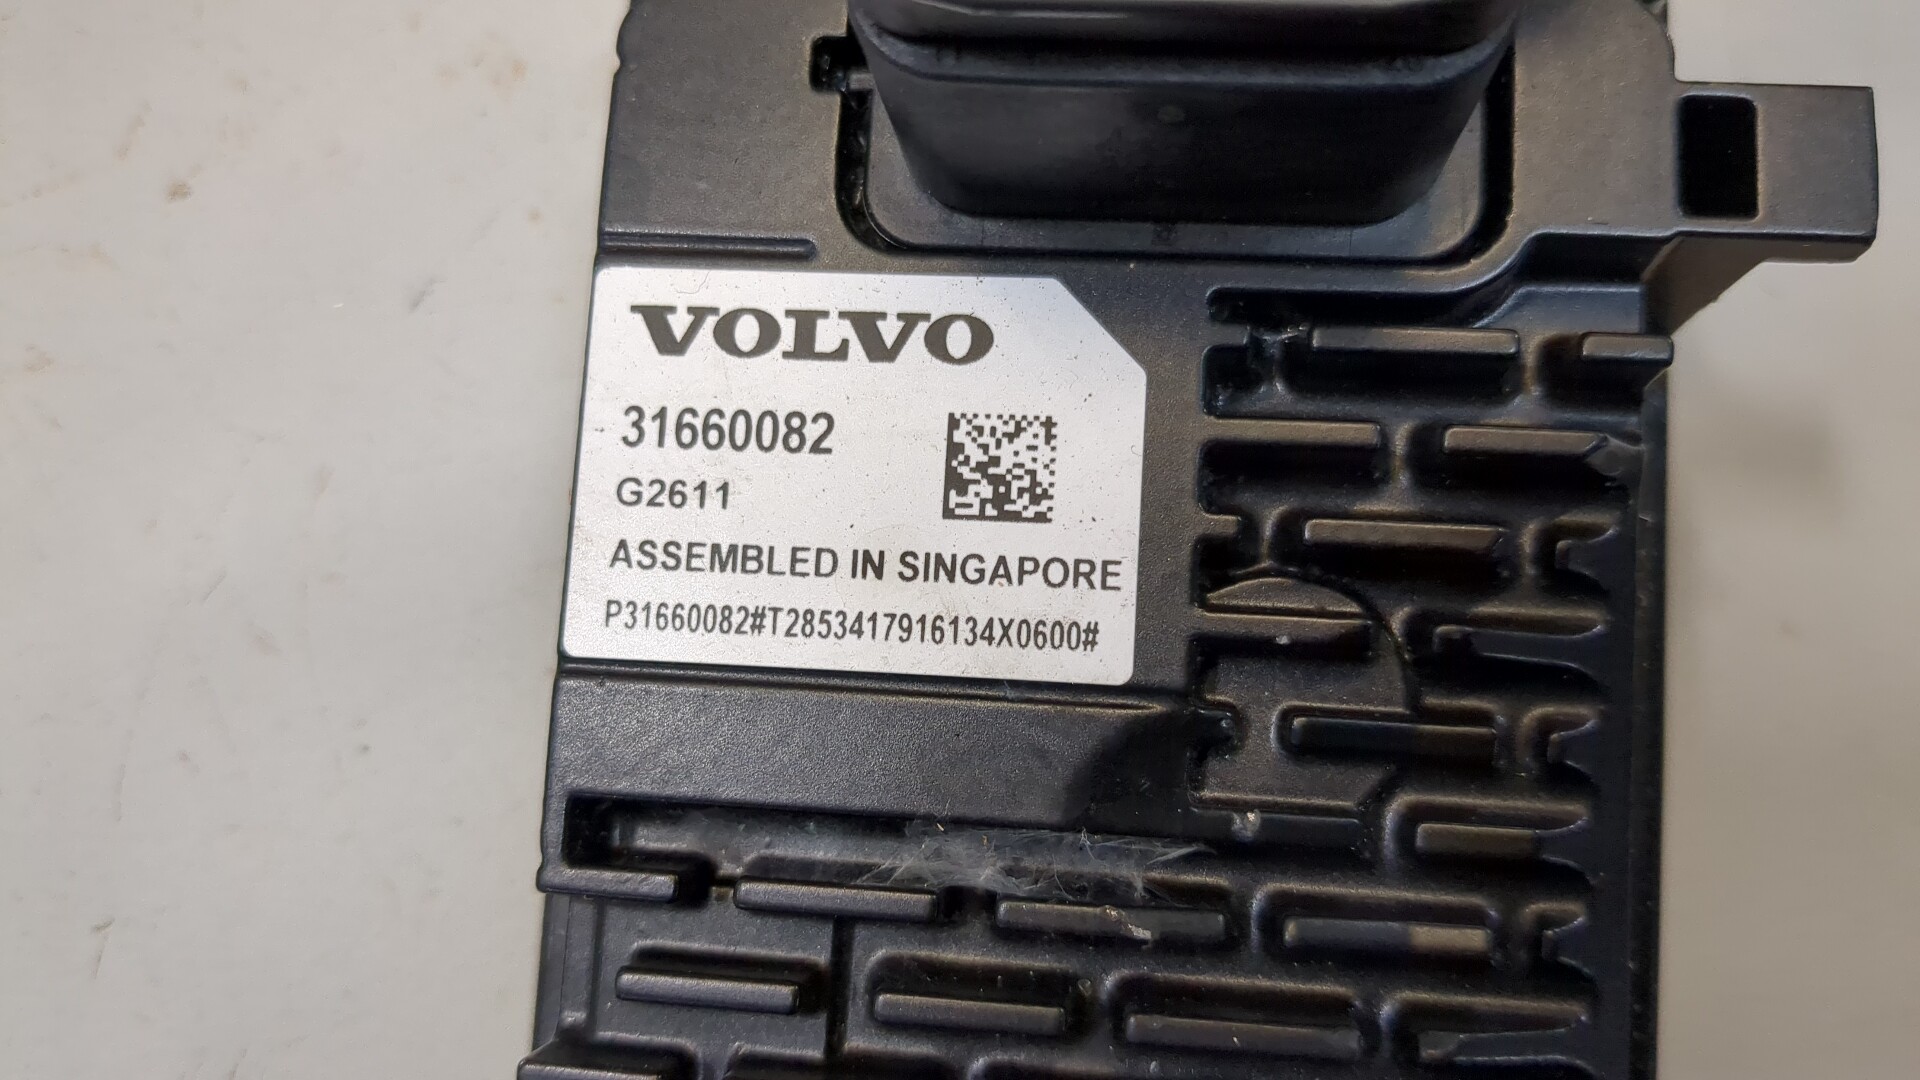 VOLVO
31660082
G2611
ASSEMBLED IN SINGAPORE
P31660082#T2853417916134X0600#